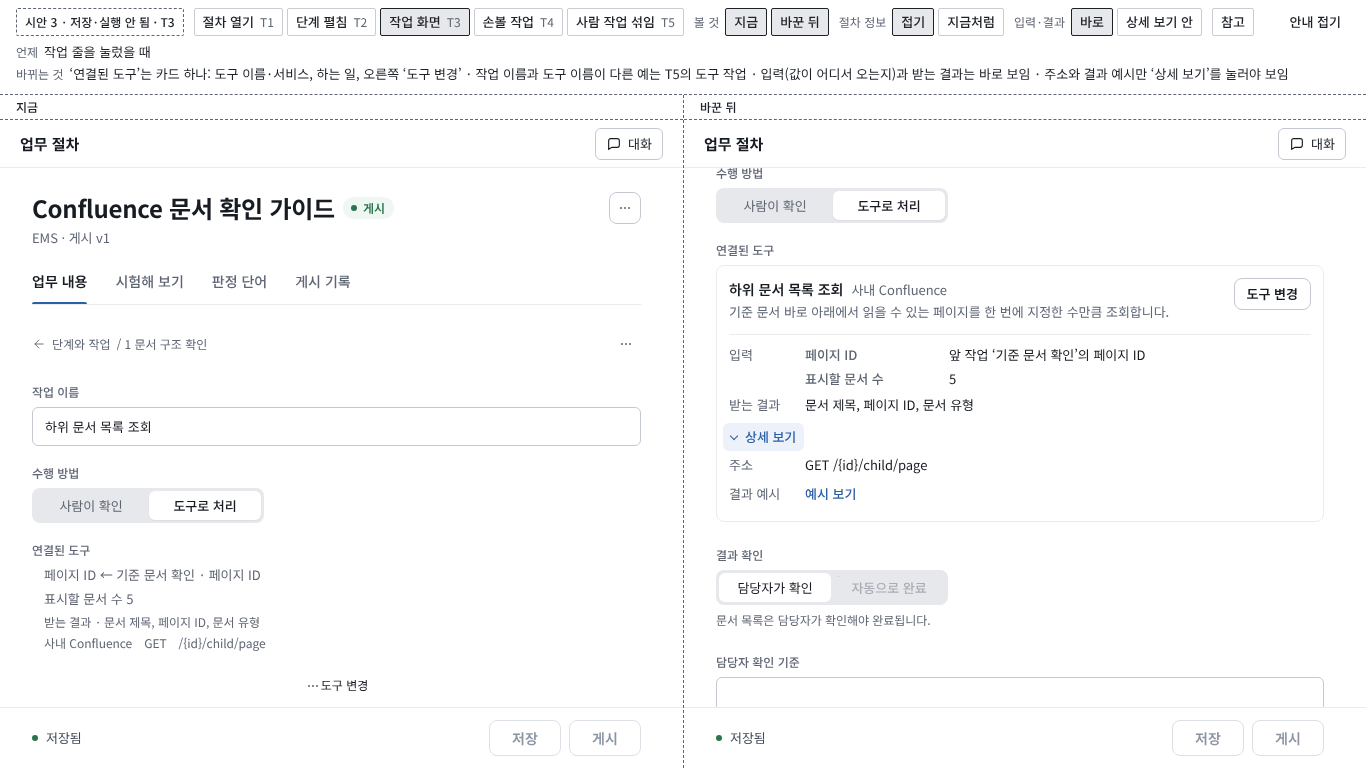 시안 3 · 저장·실행 안 됨 · T3 절차 열기 T1 단계 펼침 T2 작업 화면 T3 손볼 작업 T4 사람 작업 섞임 T5 볼 것 지금 바꾼 뒤 절차 정보 접기 지금처럼 입력·결과 바로 상세 보기 안 참고 안내 접기
언제 작업 줄을 눌렀을 때
바뀌는 것 ‘연결된 도구’는 카드 하나: 도구 이름·서비스, 하는 일, 오른쪽 ‘도구 변경’ · 작업 이름과 도구 이름이 다른 예는 T5의 도구 작업 · 입력(값이 어디서 오는지)과 받는 결과는 바로 보임 · 주소와 결과 예시만 ‘상세 보기’를 눌러야 보임
지금
업무 절차
대화
Confluence 문서 확인 가이드
게시
···
EMS · 게시 v1
업무 내용 시험해 보기 판정 단어 게시 기록
← 단계와 작업 / 1 문서 구조 확인 ···
작업 이름
하위 문서 목록 조회
수행 방법
사람이 확인 도구로 처리
연결된 도구
페이지 ID ← 기준 문서 확인 · 페이지 ID
표시할 문서 수 5
받는 결과 · 문서 제목, 페이지 ID, 문서 유형
사내 Confluence GET /{id}/child/page
··· 도구 변경
저장됨 저장 게시
바꾼 뒤
업무 절차
대화
수행 방법
사람이 확인 도구로 처리
연결된 도구
하위 문서 목록 조회 사내 Confluence
도구 변경
기준 문서 바로 아래에서 읽을 수 있는 페이지를 한 번에 지정한 수만큼 조회합니다.
입력 페이지 ID 앞 작업 ‘기준 문서 확인’의 페이지 ID
표시할 문서 수 5
받는 결과 문서 제목, 페이지 ID, 문서 유형
상세 보기
주소 GET /{id}/child/page
결과 예시 예시 보기
결과 확인
담당자가 확인 자동으로 완료
문서 목록은 담당자가 확인해야 완료됩니다.
담당자 확인 기준
저장됨 저장 게시